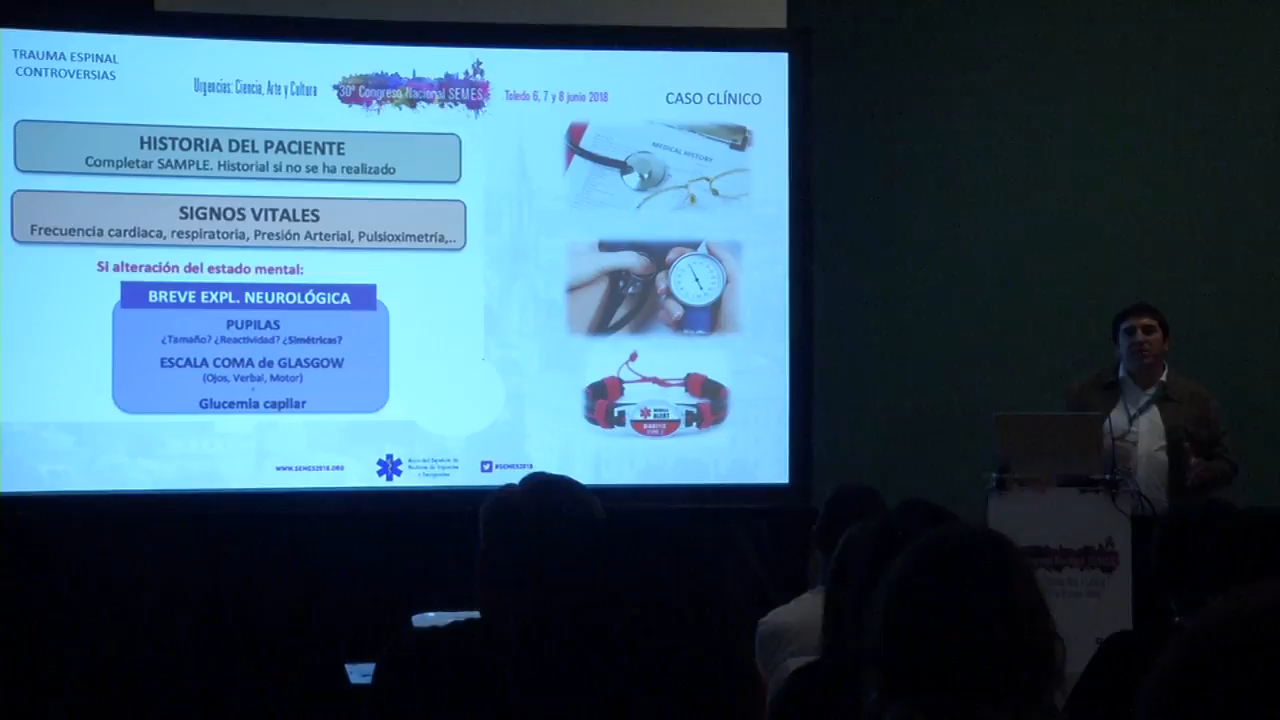 TRAUMA ESPINAL
CONTROVERSIAS
Urgencias: Ciencia, Arte y Cultura
30º Congreso Nacional SEMES
Toledo 6, 7 y 8 junio 2018
CASO CLÍNICO
HISTORIA DEL PACIENTE
Completar SAMPLE. Historial si no se ha realizado
MEDICAL HISTORY
SIGNOS VITALES
Frecuencia cardiaca, respiratoria, Presión Arterial, Pulsioximetría,..
Si alteración del estado mental:
BREVE EXPL. NEUROLÓGICA
PUPILAS
¿Tamaño? ¿Reactividad? ¿Simétricas?
ESCALA COMA de GLASGOW
(Ojos, Verbal, Motor)
Glucemia capilar
ALERT
WWW.SEMES2018.ORG
#SEMES2018